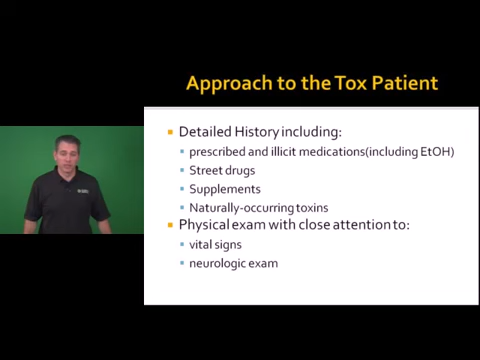 Approach to the Tox Patient
Detailed History including:
prescribed and illicit medications(including EtOH)
Street drugs
Supplements
Naturally-occurring toxins
Physical exam with close attention to:
vital signs
neurologic exam